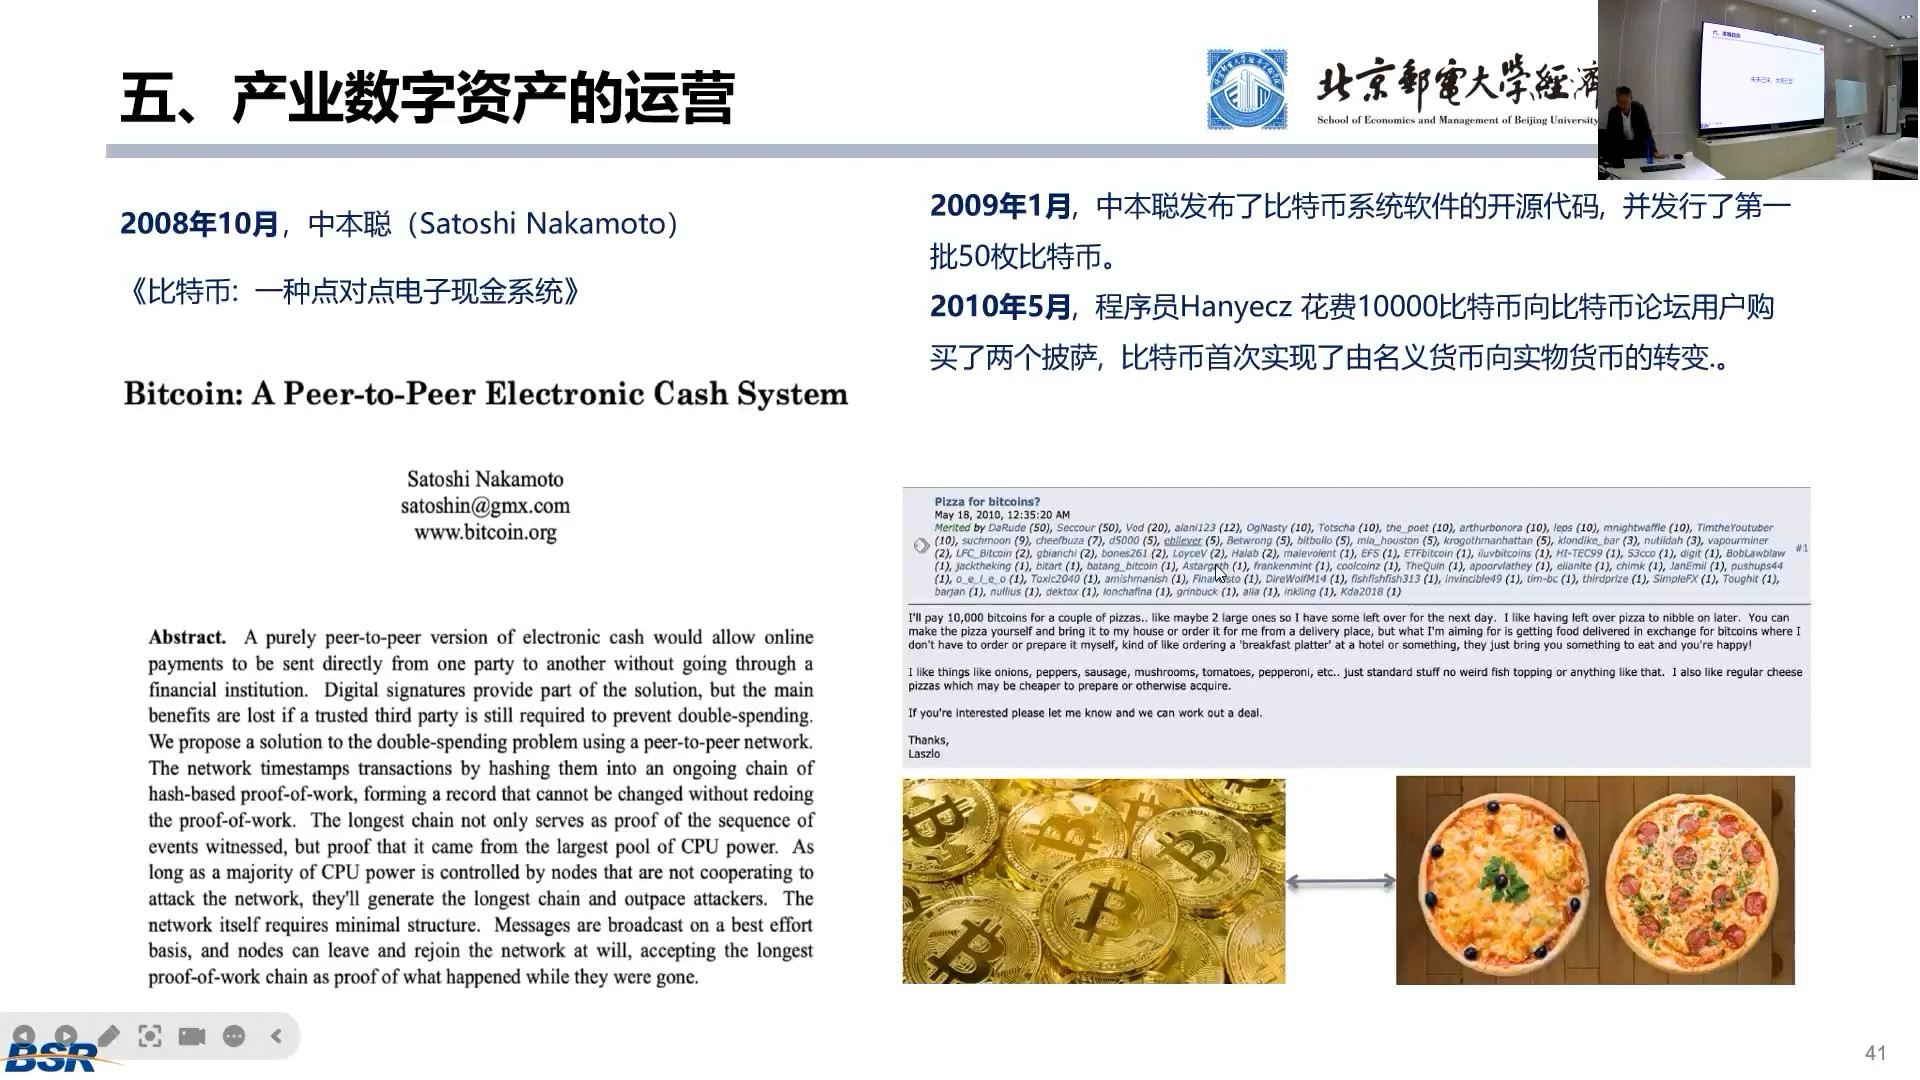 五、产业数字资产的运营
北京邮电大学经济
School of Economics and Management of Beijing University
2008年10月，中本聪（Satoshi Nakamoto）
《比特币：一种点对点电子现金系统》
Bitcoin: A Peer-to-Peer Electronic Cash System
Satoshi Nakamoto
satoshin@gmx.com
www.bitcoin.org
Abstract. A purely peer-to-peer version of electronic cash would allow online
payments to be sent directly from one party to another without going through a
financial institution. Digital signatures provide part of the solution, but the main
benefits are lost if a trusted third party is still required to prevent double-spending.
We propose a solution to the double-spending problem using a peer-to-peer network.
The network timestamps transactions by hashing them into an ongoing chain of
hash-based proof-of-work, forming a record that cannot be changed without redoing
the proof-of-work. The longest chain not only serves as proof of the sequence of
events witnessed, but proof that it came from the largest pool of CPU power. As
long as a majority of CPU power is controlled by nodes that are not cooperating to
attack the network, they'll generate the longest chain and outpace attackers. The
network itself requires minimal structure. Messages are broadcast on a best effort
basis, and nodes can leave and rejoin the network at will, accepting the longest
proof-of-work chain as proof of what happened while they were gone.
2009年1月，中本聪发布了比特币系统软件的开源代码，并发行了第一
批50枚比特币。
2010年5月，程序员Hanyecz 花费10000比特币向比特币论坛用户购
买了两个披萨，比特币首次实现了由名义货币向实物货币的转变.。
Pizza for bitcoins?
May 18, 2010, 12:35:20 AM
Merited by DaRude (50), Seccour (50), Vod (20), alani123 (12), OgNasty (10), Totscha (10), the_poet (10), arthurbonora (10), leps (10), mnightwaffle (10), TimtheYoutuber
(10), suchmoon (9), cheefbuza (7), d5000 (5), ebliever (5), Betwrong (5), bitbollo (5), mia_houston (5), krogothmanhattan (5), klondike_bar (3), nutildah (3), vapourminer
(2), LFC_Bitcoin (2), gbianchi (2), bones261 (2), LoyceV (2), Halab (2), malevolent (1), EFS (1), ETFbitcoin (1), iluvbitcoins (1), HI-TEC99 (1), S3cco (1), digit (1), BobLawblaw
(1), jacktheking (1), bitart (1), batang_bitcoin (1), Astargath (1), frankenmint (1), coolcoinz (1), TheQuin (1), apoorvlathey (1), elianite (1), chimk (1), JanEmil (1), pushups44
(1), o_e_l_e_o (1), Toxic2040 (1), amishmanish (1), DireWolfM14 (1), fishfishfish313 (1), invincible49 (1), tim-bc (1), thirdprize (1), SimpleFX (1), Toughit (1),
barjan (1), nullius (1), dektox (1), lonchafina (1), grinbuck (1), alia (1), inkling (1), Kda2018 (1)
#1
I'll pay 10,000 bitcoins for a couple of pizzas.. like maybe 2 large ones so I have some left over for the next day. I like having left over pizza to nibble on later. You can
make the pizza yourself and bring it to my house or order it for me from a delivery place, but what I'm aiming for is getting food delivered in exchange for bitcoins where I
don't have to order or prepare it myself, kind of like ordering a 'breakfast platter' at a hotel or something, they just bring you something to eat and you're happy!
I like things like onions, peppers, sausage, mushrooms, tomatoes, pepperoni, etc.. just standard stuff no weird fish topping or anything like that. I also like regular cheese
pizzas which may be cheaper to prepare or otherwise acquire.
If you're interested please let me know and we can work out a deal.
Thanks,
Laszlo
BSR
41